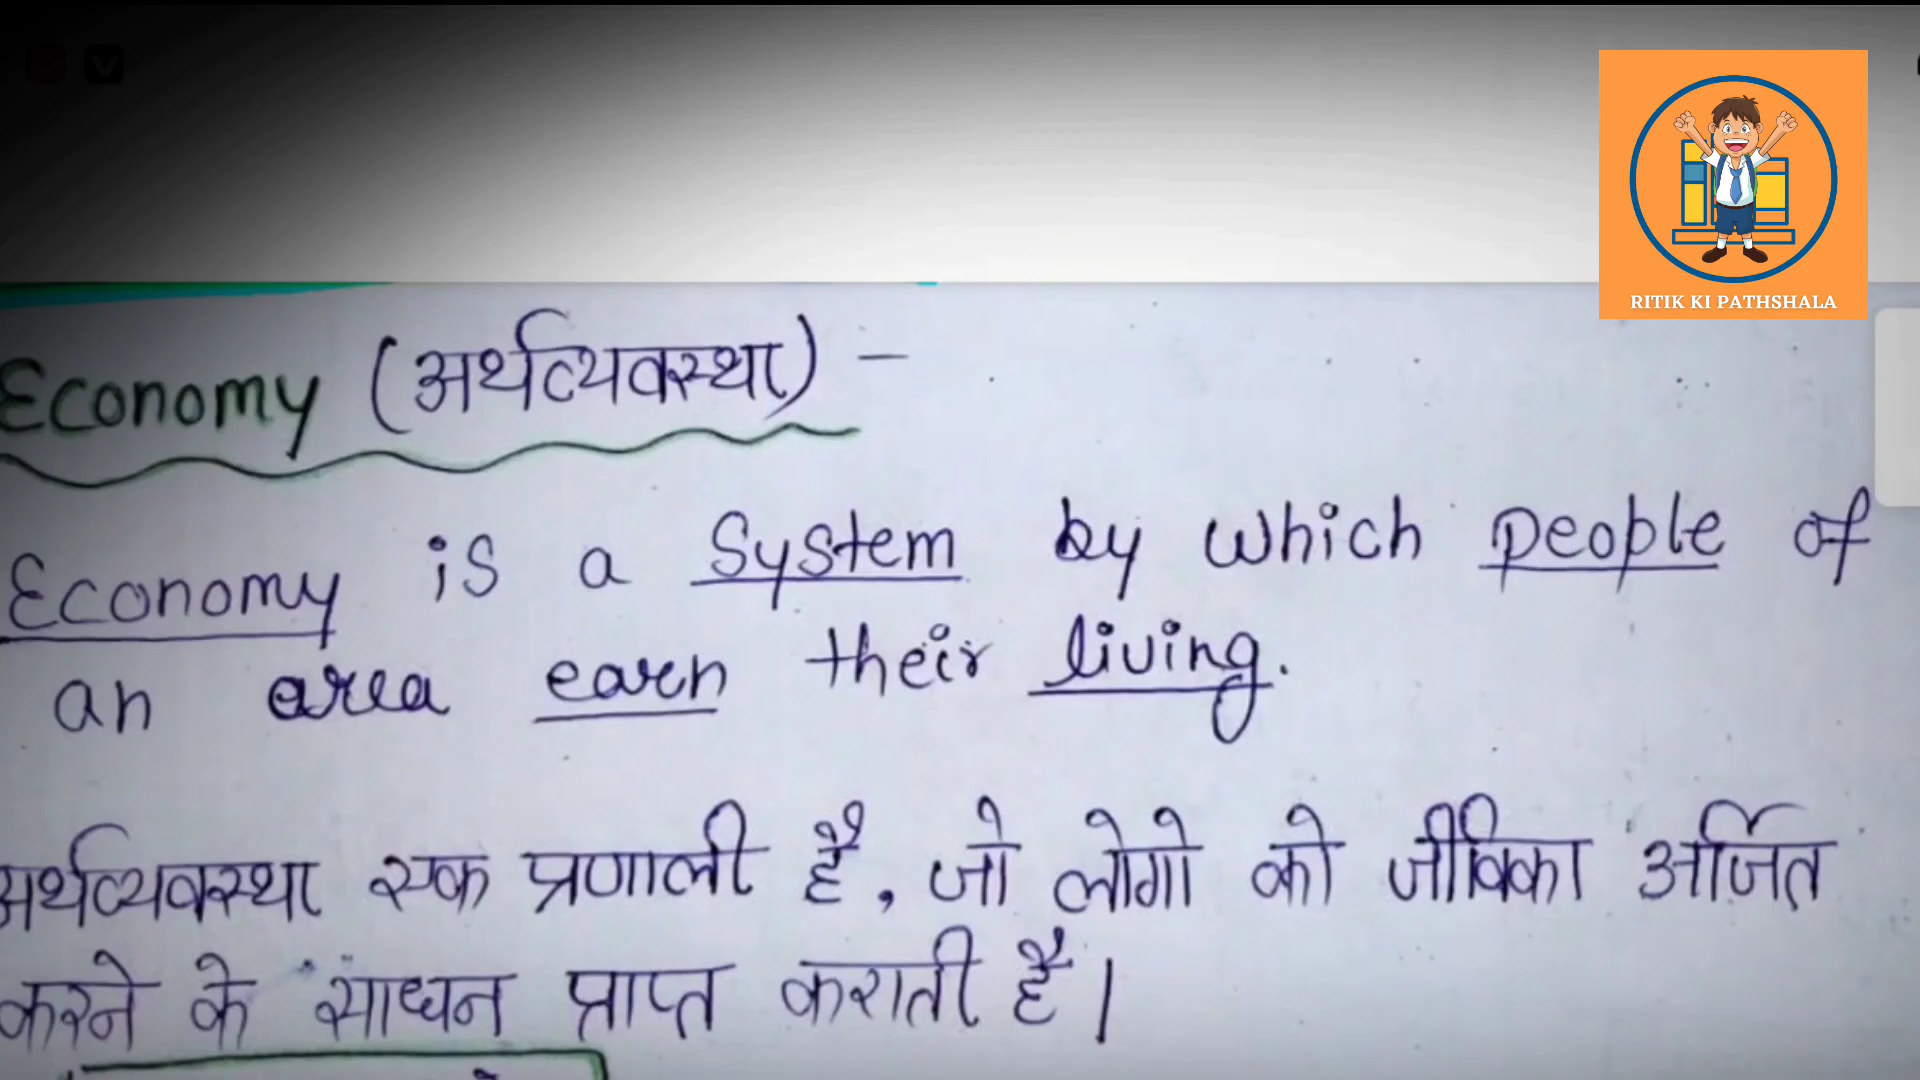 RITIK KI PATHSHALA
Economy (अर्थव्यवस्था) -
Economy is a System by which people of
an area earn their living.
अर्थव्यवस्था एक प्रणाली है, जो लोगो को जीविका अर्जित
करने के साधन प्राप्त कराती है।